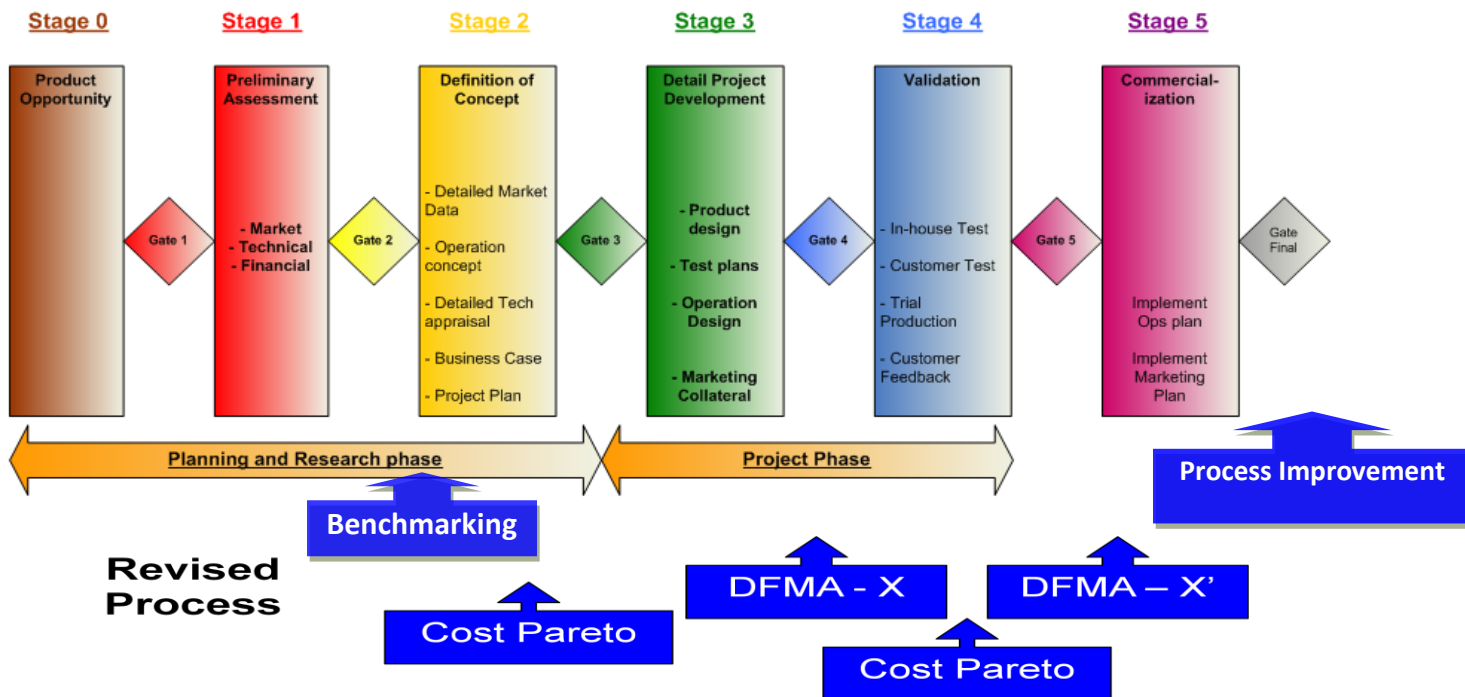 Stage 0
Stage 1
Stage 2
Stage 3
Stage 4
Stage 5
Product
Opportunity
Preliminary
Assessment
Definition of
Concept
Detail Project
Development
Validation
Commercial-
ization
Gate 1
- Market
- Technical
- Financial
Gate 2
- Detailed Market
Data
- Operation
concept
- Detailed Tech
appraisal
- Business Case
- Project Plan
Gate 3
- Product
design
- Test plans
- Operation
Design
- Marketing
Collateral
Gate 4
- In-house Test
- Customer Test
- Trial
Production
- Customer
Feedback
Gate 5
Implement
Ops plan
Implement
Marketing
Plan
Gate
Final
Planning and Research phase
Project Phase
Process Improvement
Benchmarking
Revised
Process
DFMA - X
DFMA – X’
Cost Pareto
Cost Pareto